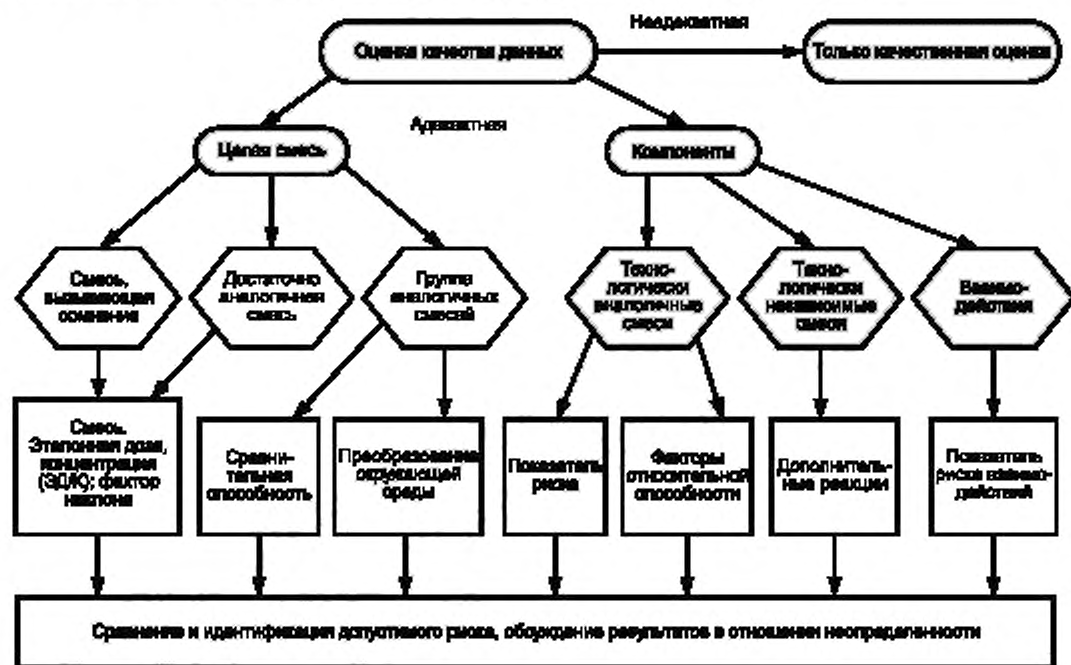 Неадекватная
Оценка качества данных
Только качественная оценка
Адекватная
Целая смесь
Компоненты
Смесь,
вызывающая
сомнение
Достаточно
аналогичная
смесь
Группа
аналогичных
смесей
Техно-
логически
аналогичные
смеси
Техно-
логически
независимые
смеси
Взаимо-
действия
Смесь.
Эталонная доза,
концентрация
(ЭД/К); фактор
наклона
Сравни-
тельная
способность
Преобразование
окружающей
среды
Показатель
риска
Факторы
относительной
способности
Дополнитель-
ные реакции
Показатель
риска взаимо-
действий
Сравнение и идентификация допустимого риска, обсуждение результатов в отношении неопределенности